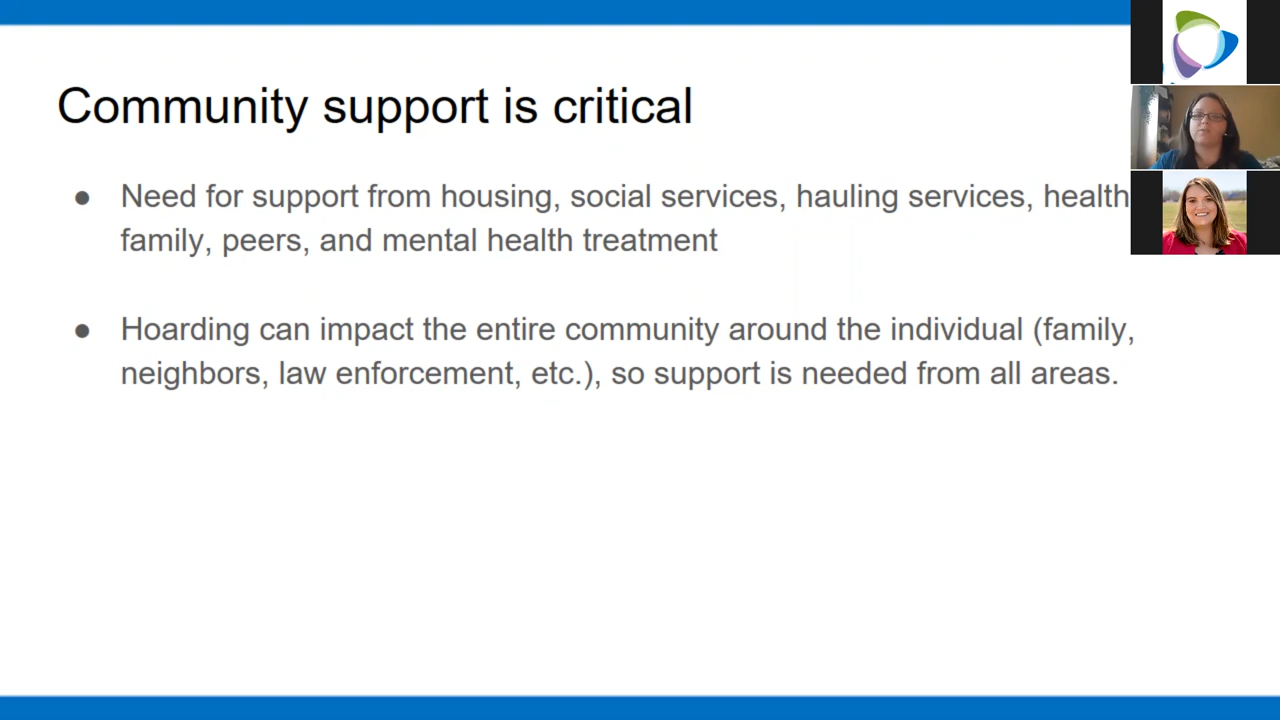 Community support is critical
● Need for support from housing, social services, hauling services, health
family, peers, and mental health treatment
● Hoarding can impact the entire community around the individual (family,
neighbors, law enforcement, etc.), so support is needed from all areas.